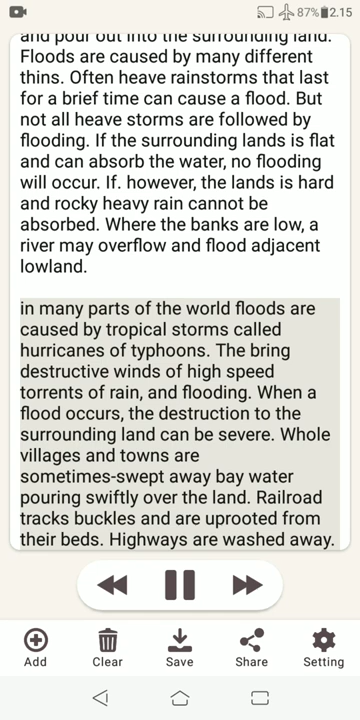 87% 2.15
and pour out into the surrounding land.
Floods are caused by many different
thins. Often heave rainstorms that last
for a brief time can cause a flood. But
not all heave storms are followed by
flooding. If the surrounding lands is flat
and can absorb the water, no flooding
will occur. If. however, the lands is hard
and rocky heavy rain cannot be
absorbed. Where the banks are low, a
river may overflow and flood adjacent
lowland.
in many parts of the world floods are
caused by tropical storms called
hurricanes of typhoons. The bring
destructive winds of high speed
torrents of rain, and flooding. When a
flood occurs, the destruction to the
surrounding land can be severe. Whole
villages and towns are
sometimes-swept away bay water
pouring swiftly over the land. Railroad
tracks buckles and are uprooted from
their beds. Highways are washed away.
Add Clear Save Share Setting